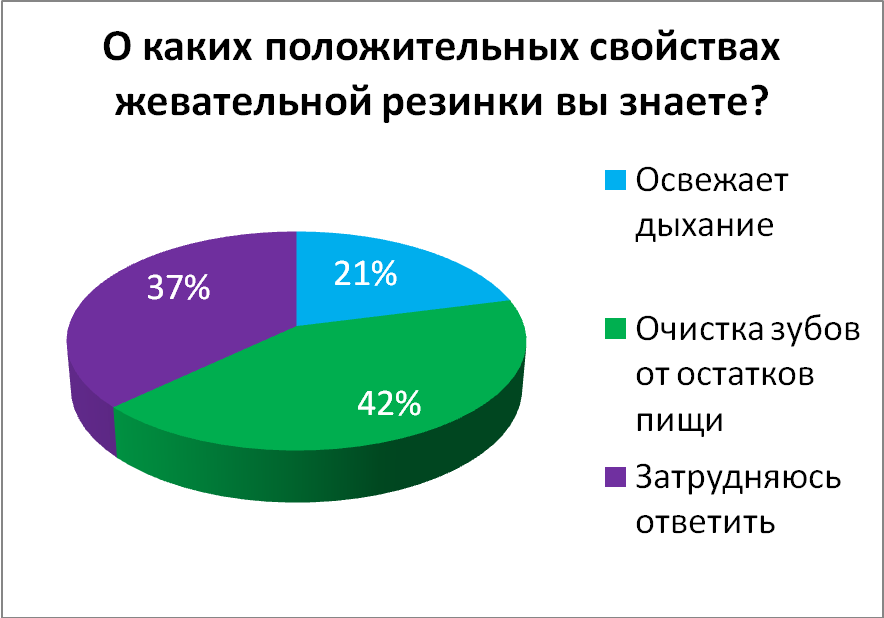 О каких положительных свойствах
жевательной резинки вы знаете?
Освежает
дыхание
37%
21%
Очистка зубов
от остатков
пищи
42%
Затрудняюсь
ответить